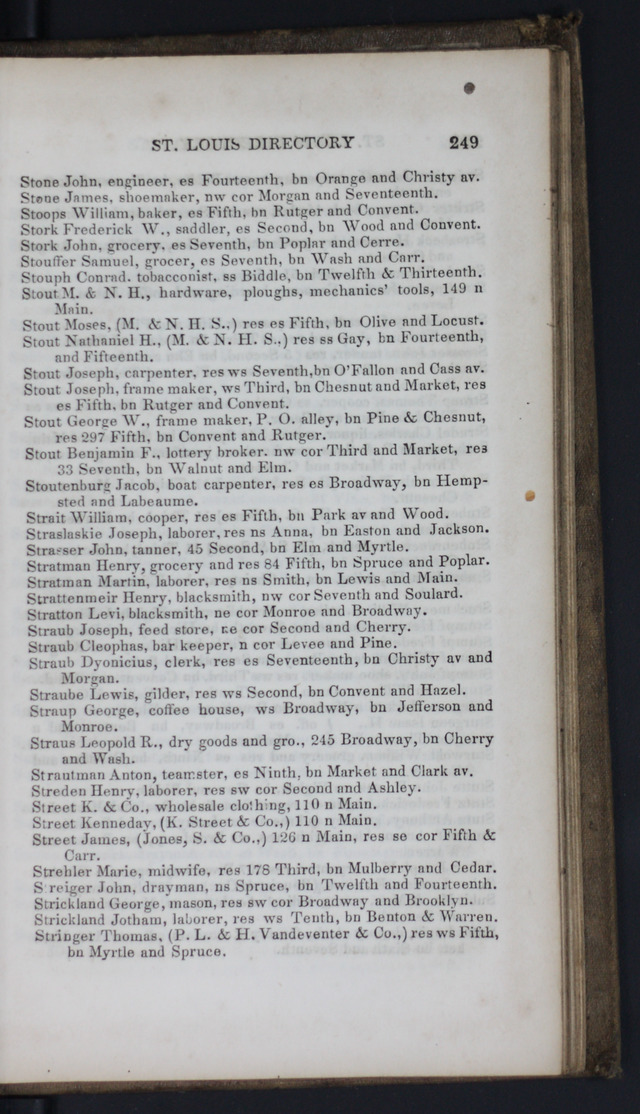 ST. LOUIS DIRECTORY 249
Stone John, engineer, es Fourteenth, bn Orange and Christy av.
Stone James, shoemaker, nw cor Morgan and Seventeenth.
Stoops William, baker, es Fifth, bn Rutger and Convent.
Stork Frederick W., saddler, es Second, bn Wood and Convent.
Stork John, grocery, es Seventh, bn Poplar and Cerre.
Stouffer Samuel, grocer, es Seventh, bn Wash and Carr.
Stouph Conrad. tobacconist, ss Biddle, bn Twelfth & Thirteenth.
Stout M. & N. H., hardware, ploughs, mechanics' tools, 149 n
Main.
Stout Moses, (M. & N. H. S.,) res es Fifth, bn Olive and Locust.
Stout Nathaniel H., (M. & N. H. S.,) res ss Gay, bn Fourteenth,
and Fifteenth.
Stout Joseph, carpenter, res ws Seventh, bn O'Fallon and Cass av.
Stout Joseph, frame maker, ws Third, bn Chesnut and Market, res
es Fifth, bn Rutger and Convent.
Stout George W., frame maker, P. O. alley, bn Pine & Chesnut,
res 297 Fifth, bn Convent and Rutger.
Stout Benjamin F., lottery broker. nw cor Third and Market, res
33 Seventh, bn Walnut and Elm.
Stoutenburg Jacob, boat carpenter, res es Broadway, bn Hemp-
sted and Labeaume.
Strait William, cooper, res es Fifth, bn Park av and Wood.
Straslaskie Joseph, laborer, res ns Anna, bn Easton and Jackson.
Strasser John, tanner, 45 Second, bn Elm and Myrtle.
Stratman Henry, grocery and res 84 Fifth, bn Spruce and Poplar.
Stratman Martin, laborer, res ns Smith, bn Lewis and Main.
Strattenmeir Henry, blacksmith, nw cor Seventh and Soulard.
Stratton Levi, blacksmith, ne cor Monroe and Broadway.
Straub Joseph, feed store, ne cor Second and Cherry.
Straub Cleophas, bar keeper, n cor Levee and Pine.
Straub Dyonicius, clerk, res es Seventeenth, bn Christy av and
Morgan.
Straube Lewis, gilder, res ws Second, bn Convent and Hazel.
Straup George, coffee house, ws Broadway, bn Jefferson and
Monroe.
Straus Leopold R., dry goods and gro., 245 Broadway, bn Cherry
and Wash.
Strautman Anton, teamster, es Ninth, bn Market and Clark av.
Streden Henry, laborer, res sw cor Second and Ashley.
Street K. & Co., wholesale clothing, 110 n Main.
Street Kenneday, (K. Street & Co.,) 110 n Main.
Street James, (Jones, S. & Co.,) 126 n Main, res se cor Fifth &
Carr.
Strehler Marie, midwife, res 178 Third, bn Mulberry and Cedar.
S reiger John, drayman, ns Spruce, bn Twelfth and Fourteenth.
Strickland George, mason, res sw cor Broadway and Brooklyn.
Strickland Jotham, laborer, res ws Tenth, bn Benton & Warren.
Stringer Thomas, (P. L. & H. Vandeventer & Co.,) res ws Fifth,
bn Myrtle and Spruce.